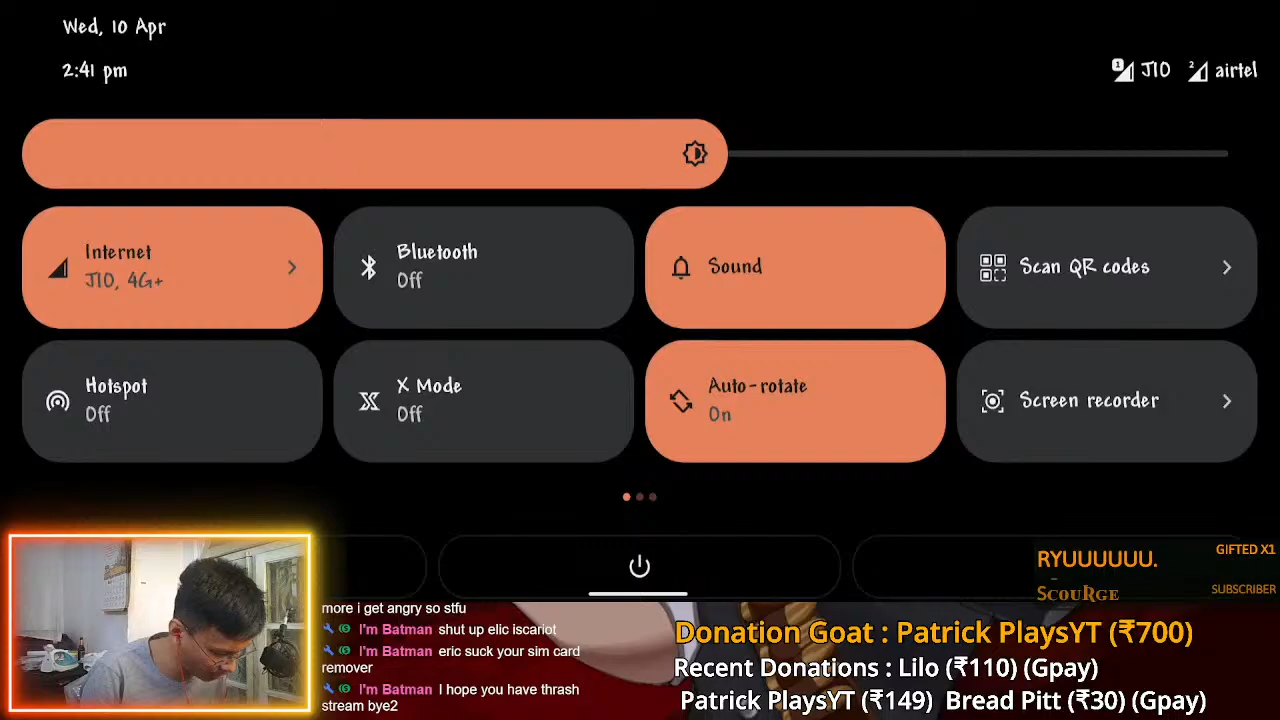 Wed, 10 Apr
2:41 pm
1 JIO 2 airtel
Internet
JIO, 4G+
Bluetooth
Off
Sound
Scan QR codes
Hotspot
Off
X Mode
Off
Auto-rotate
On
Screen recorder
RYUUUUUU.
GIFTED X1
ScouRge
SUBSCRIBER
more i get angry so stfu
I'm Batman shut up elic iscariot
I'm Batman eric suck your sim card
remover
I'm Batman I hope you have thrash
stream bye2
Donation Goat : Patrick PlaysYT (₹700)
Recent Donations : Lilo (₹110) (Gpay)
Patrick PlaysYT (₹149) Bread Pitt (₹30) (Gpay)